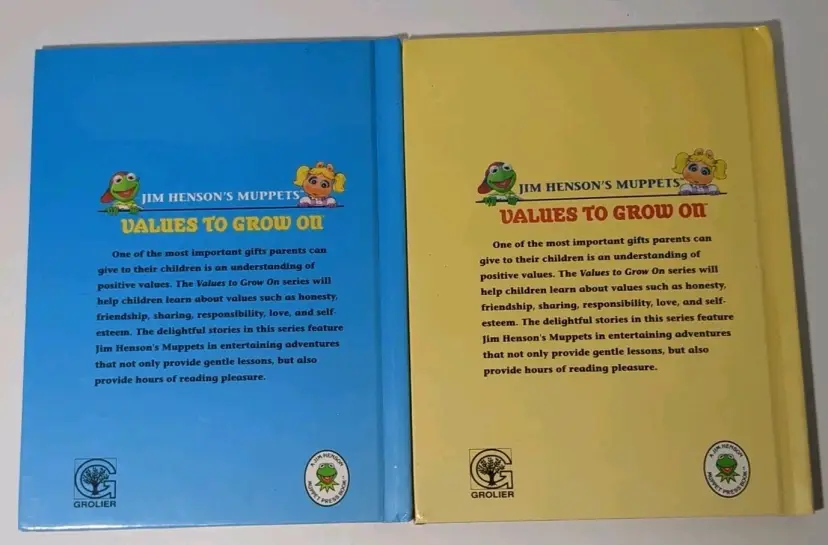 JIM HENSON'S MUPPETS
VALUES TO GROW ON™
One of the most important gifts parents can
give to their children is an understanding of
positive values. The Values to Grow On series will
help children learn about values such as honesty,
friendship, sharing, responsibility, love, and self-
esteem. The delightful stories in this series feature
Jim Henson's Muppets in entertaining adventures
that not only provide gentle lessons, but also
provide hours of reading pleasure.
G
GROLIER
A JIM HENSON
MUPPET PRESS BOOK™
JIM HENSON'S MUPPETS
VALUES TO GROW ON™
One of the most important gifts parents can
give to their children is an understanding of
positive values. The Values to Grow On series will
help children learn about values such as honesty,
friendship, sharing, responsibility, love, and self-
esteem. The delightful stories in this series feature
Jim Henson's Muppets in entertaining adventures
that not only provide gentle lessons, but also
provide hours of reading pleasure.
G
GROLIER
A JIM HENSON
MUPPET PRESS BOOK™